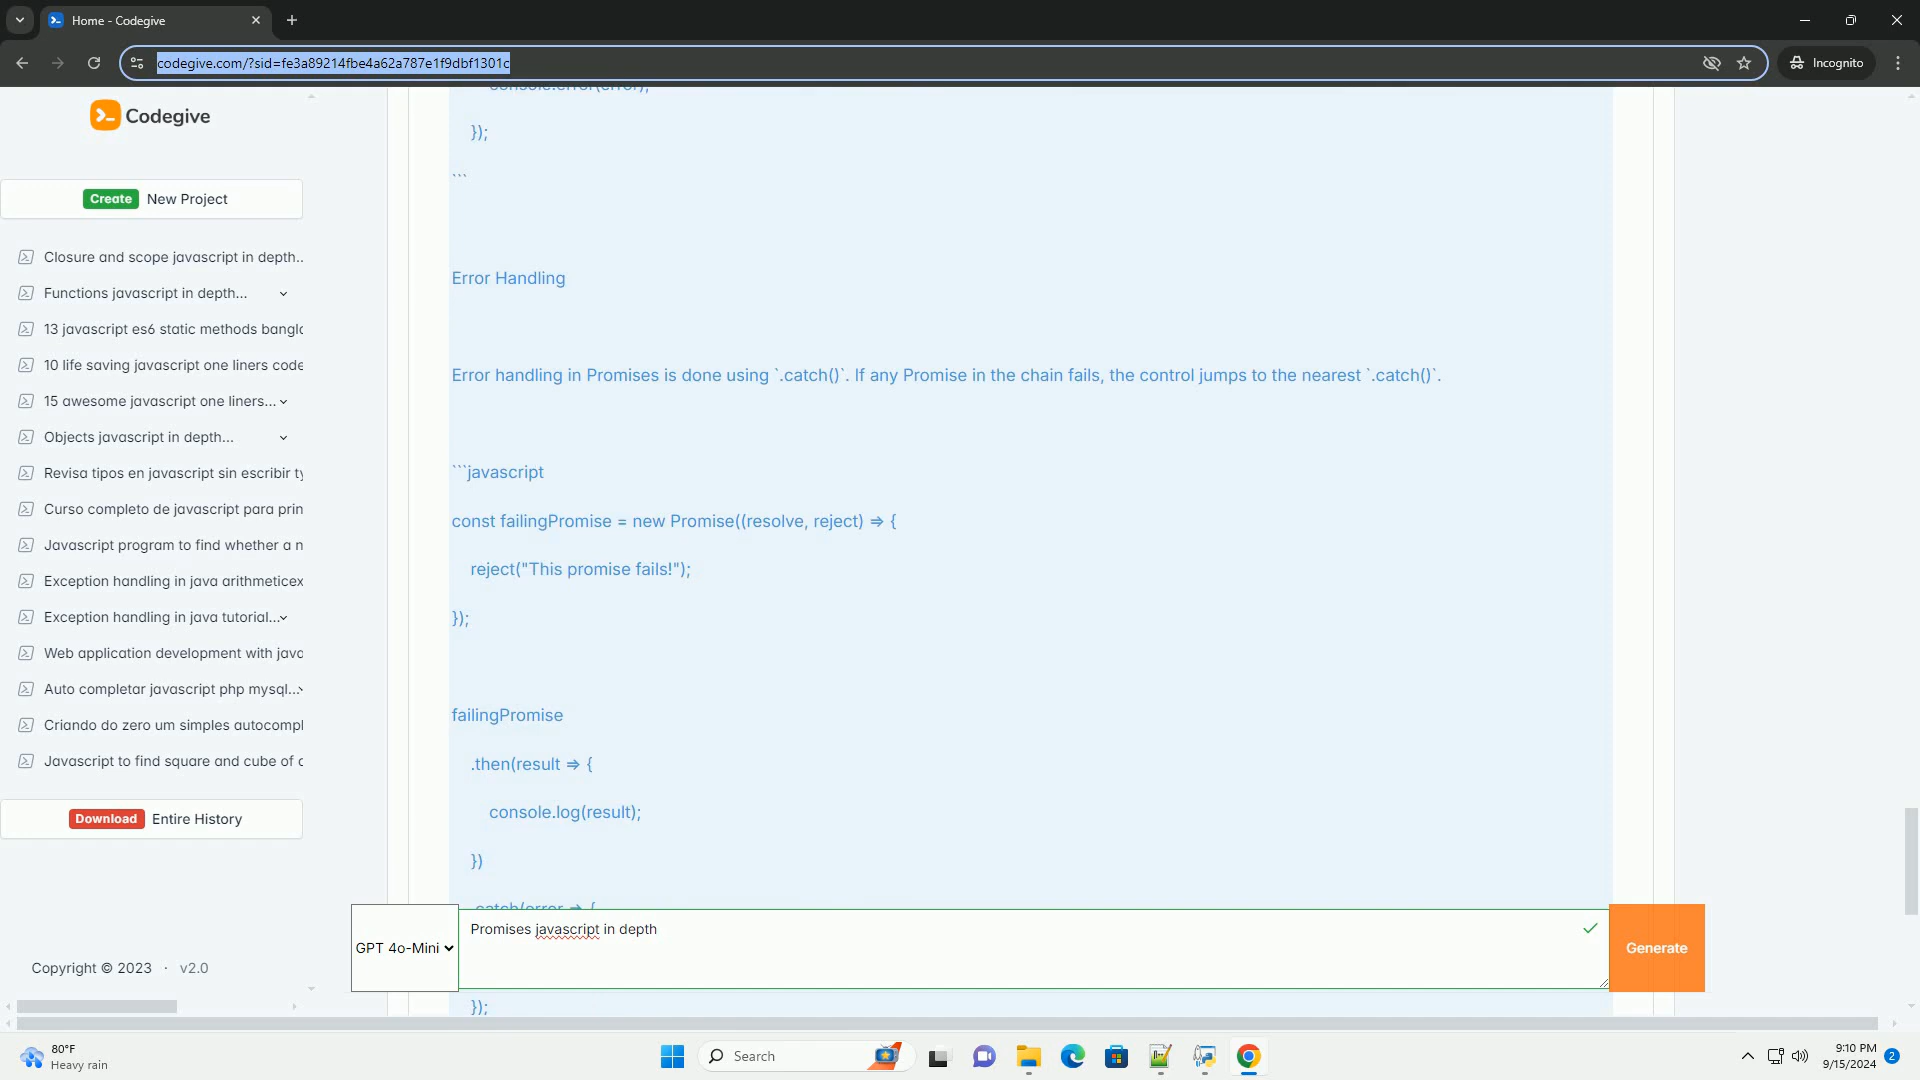 Home - Codegive
codegive.com/?sid=fe3a89214fbe4a62a787e1f9dbf1301c
Incognito
Codegive
Create New Project
Closure and scope javascript in depth..
Functions javascript in depth...
13 javascript es6 static methods bangl
10 life saving javascript one liners code
15 awesome javascript one liners...
Objects javascript in depth...
Revisa tipos en javascript sin escribir ty
Curso completo de javascript para prin
Javascript program to find whether a n
Exception handling in java arithmeticex
Exception handling in java tutorial...
Web application development with java
Auto completar javascript php mysql...
Criando do zero um simples autocompl
Javascript to find square and cube of
Download Entire History
Copyright © 2023 · v2.0
console.error(error);
});
```
Error Handling
Error handling in Promises is done using `.catch()`. If any Promise in the chain fails, the control jumps to the nearest `.catch()`.
```javascript
const failingPromise = new Promise((resolve, reject) => {
reject("This promise fails!");
});
failingPromise
.then(result => {
console.log(result);
})
.catch(error => {
GPT 4o-Mini
Promises javascript in depth
Generate
});
80°F
Heavy rain
Search
9:10 PM
9/15/2024
2